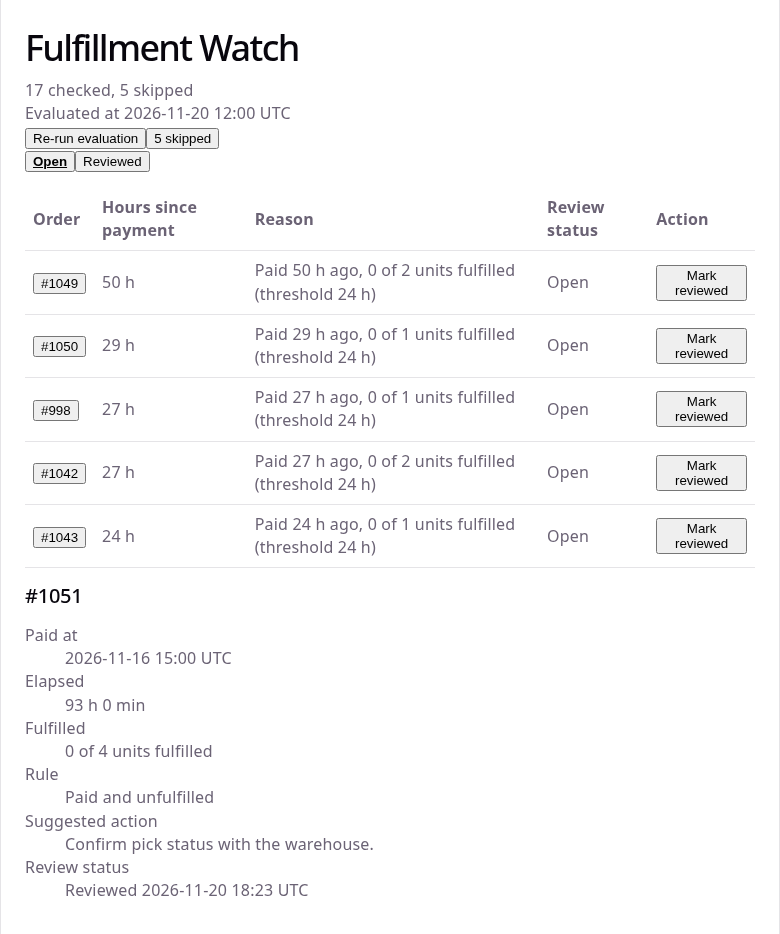 Fulfillment Watch
17 checked, 5 skipped
Evaluated at 2026-11-20 12:00 UTC
Re-run evaluation 5 skipped
Open Reviewed
Order Hours since payment Reason Review status Action
#1049 50 h Paid 50 h ago, 0 of 2 units fulfilled (threshold 24 h) Open Mark reviewed
#1050 29 h Paid 29 h ago, 0 of 1 units fulfilled (threshold 24 h) Open Mark reviewed
#998 27 h Paid 27 h ago, 0 of 1 units fulfilled (threshold 24 h) Open Mark reviewed
#1042 27 h Paid 27 h ago, 0 of 2 units fulfilled (threshold 24 h) Open Mark reviewed
#1043 24 h Paid 24 h ago, 0 of 1 units fulfilled (threshold 24 h) Open Mark reviewed
#1051
Paid at
2026-11-16 15:00 UTC
Elapsed
93 h 0 min
Fulfilled
0 of 4 units fulfilled
Rule
Paid and unfulfilled
Suggested action
Confirm pick status with the warehouse.
Review status
Reviewed 2026-11-20 18:23 UTC